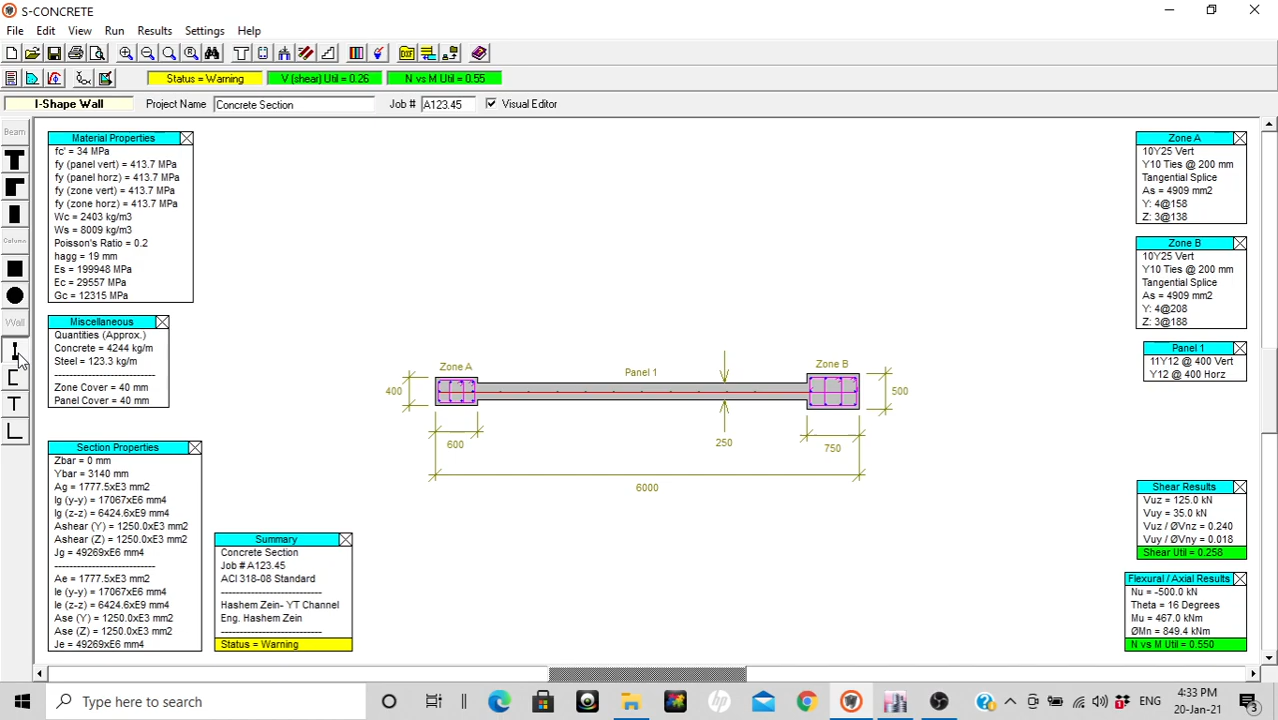 S-CONCRETE
File Edit View Run Results Settings Help
Status = Warning V (shear) Util = 0.26 N vs M Util = 0.55
I-Shape Wall Project Name Concrete Section Job # A123.45 Visual Editor
Beam
Column
Wall
Material Properties
fc' = 34 MPa
fy (panel vert) = 413.7 MPa
fy (panel horz) = 413.7 MPa
fy (zone vert) = 413.7 MPa
fy (zone horz) = 413.7 MPa
Wc = 2403 kg/m3
Ws = 8009 kg/m3
Poisson's Ratio = 0.2
hagg = 19 mm
Es = 199948 MPa
Ec = 29557 MPa
Gc = 12315 MPa
Miscellaneous
Quantities (Approx.)
Concrete = 4244 kg/m
Steel = 123.3 kg/m
Zone Cover = 40 mm
Panel Cover = 40 mm
Section Properties
Zbar = 0 mm
Ybar = 3140 mm
Ag = 1777.5xE3 mm2
Ig (y-y) = 17067xE6 mm4
Ig (z-z) = 6424.6xE9 mm4
Ashear (Y) = 1250.0xE3 mm2
Ashear (Z) = 1250.0xE3 mm2
Jg = 49269xE6 mm4
Ae = 1777.5xE3 mm2
Ie (y-y) = 17067xE6 mm4
Ie (z-z) = 6424.6xE9 mm4
Ase (Y) = 1250.0xE3 mm2
Ase (Z) = 1250.0xE3 mm2
Je = 49269xE6 mm4
Summary
Concrete Section
Job # A123.45
ACI 318-08 Standard
Hashem Zein- YT Channel
Eng. Hashem Zein
Status = Warning
Zone A
Panel 1
Zone B
400
500
600
250
750
6000
Zone A
10Y25 Vert
Y10 Ties @ 200 mm
Tangential Splice
As = 4909 mm2
Y: 4@158
Z: 3@138
Zone B
10Y25 Vert
Y10 Ties @ 200 mm
Tangential Splice
As = 4909 mm2
Y: 4@208
Z: 3@188
Panel 1
11Y12 @ 400 Vert
Y12 @ 400 Horz
Shear Results
Vuz = 125.0 kN
Vuy = 35.0 kN
Vuz / ØVnz = 0.240
Vuy / ØVny = 0.018
Shear Util = 0.258
Flexural / Axial Results
Nu = -500.0 kN
Theta = 16 Degrees
Mu = 467.0 kNm
ØMn = 849.4 kNm
N vs M Util = 0.550
Type here to search
ENG
4:33 PM
20-Jan-21
3